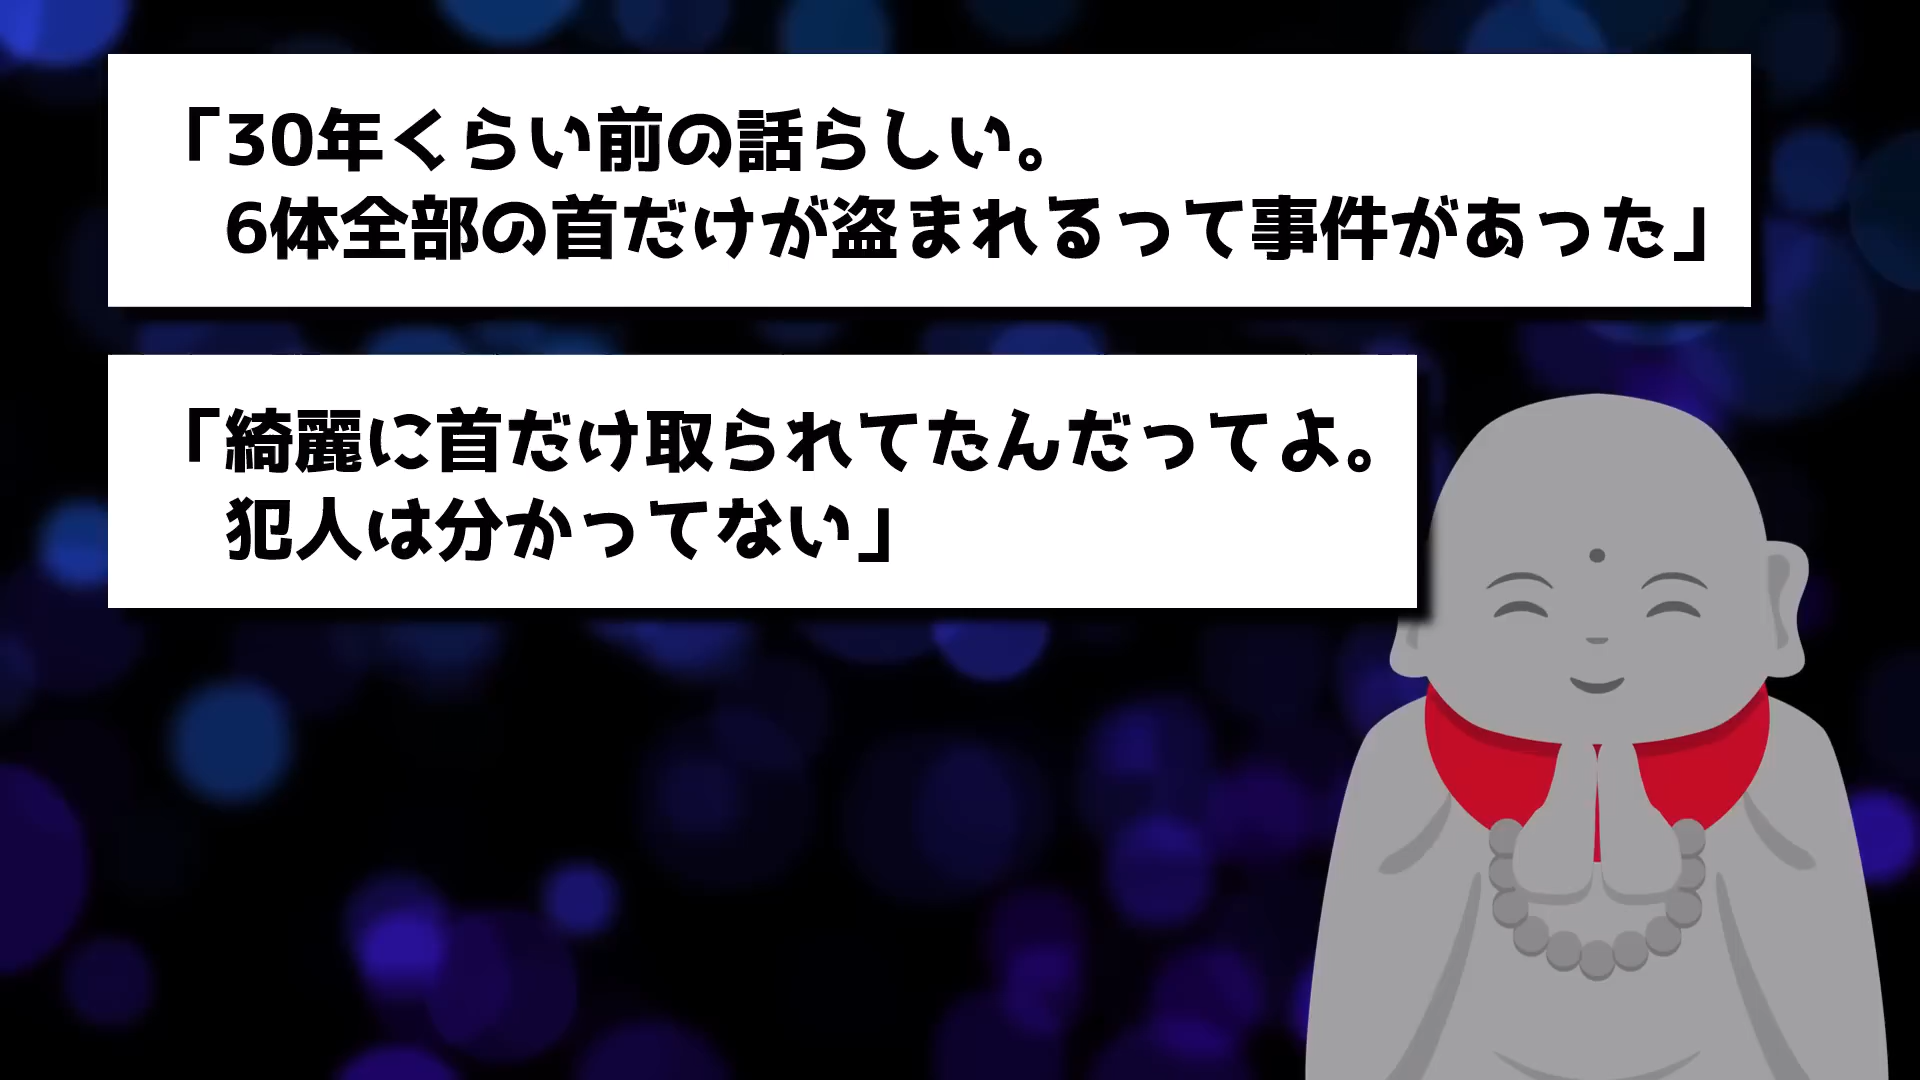 「30年くらい前の話らしい。
6体全部の首だけが盗まれるって事件があった」
「綺麗に首だけ取られてたんだってよ。
犯人は分かってない」